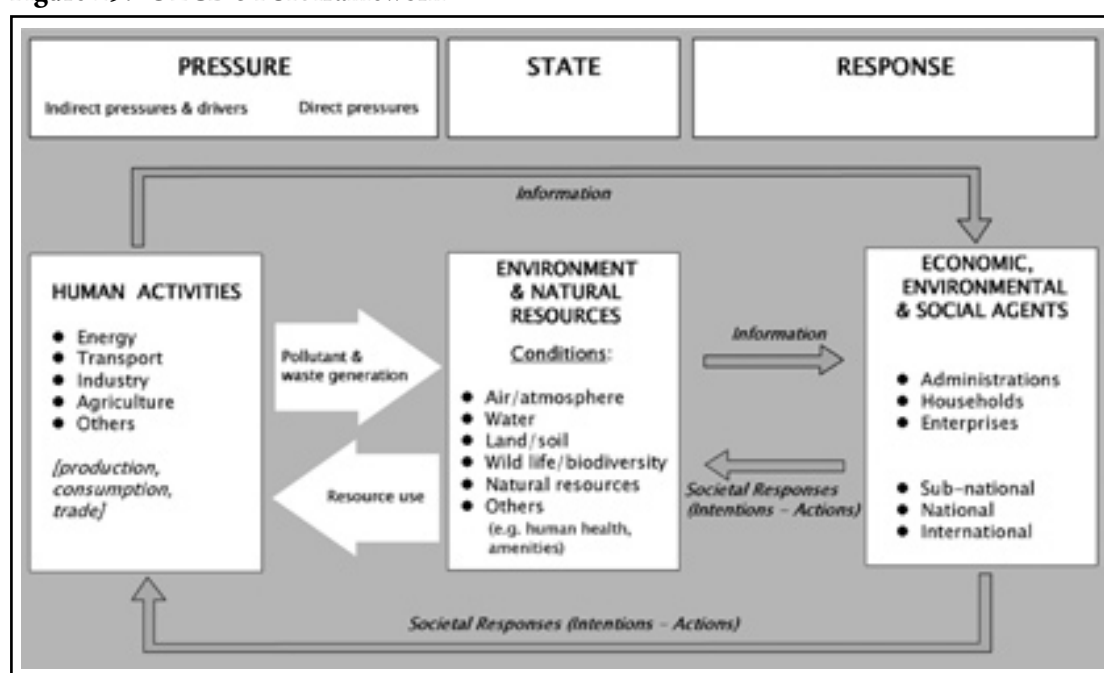 PRESSURE
Indirect pressures & drivers Direct pressures
STATE
RESPONSE
Information
HUMAN ACTIVITIES
● Energy
● Transport
● Industry
● Agriculture
● Others
[production,
consumption,
trade]
Pollutant &
waste generation
Resource use
ENVIRONMENT
& NATURAL
RESOURCES
Conditions:
● Air/atmosphere
● Water
● Land/soil
● Wild life/biodiversity
● Natural resources
● Others
(e.g. human health,
amenities)
Information
Societal Responses
(Intentions – Actions)
ECONOMIC,
ENVIRONMENTAL
& SOCIAL AGENTS
● Administrations
● Households
● Enterprises
● Sub-national
● National
● International
Societal Responses (Intentions – Actions)